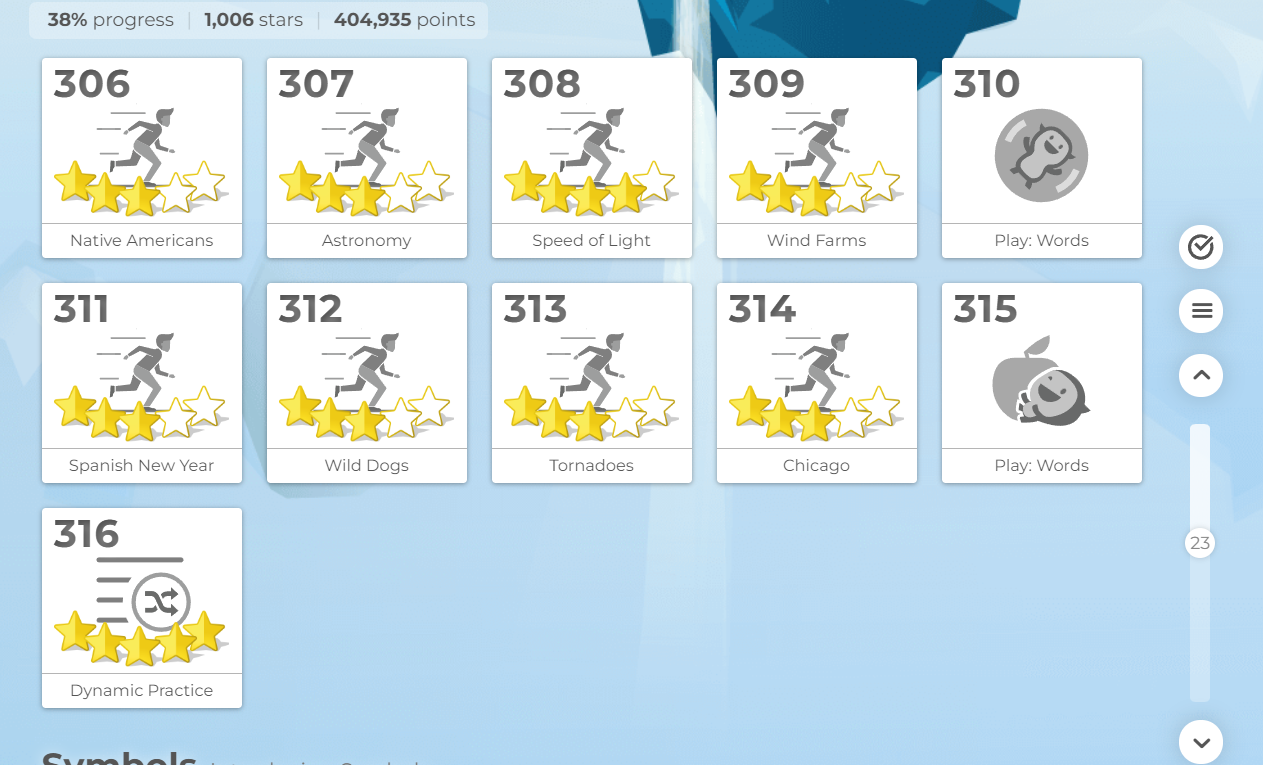 38% progress | 1,006 stars | 404,935 points
306 307 308 309 310
Native Americans Astronomy Speed of Light Wind Farms Play: Words
311 312 313 314 315
Spanish New Year Wild Dogs Tornadoes Chicago Play: Words
23
316
Dynamic Practice
Symbols